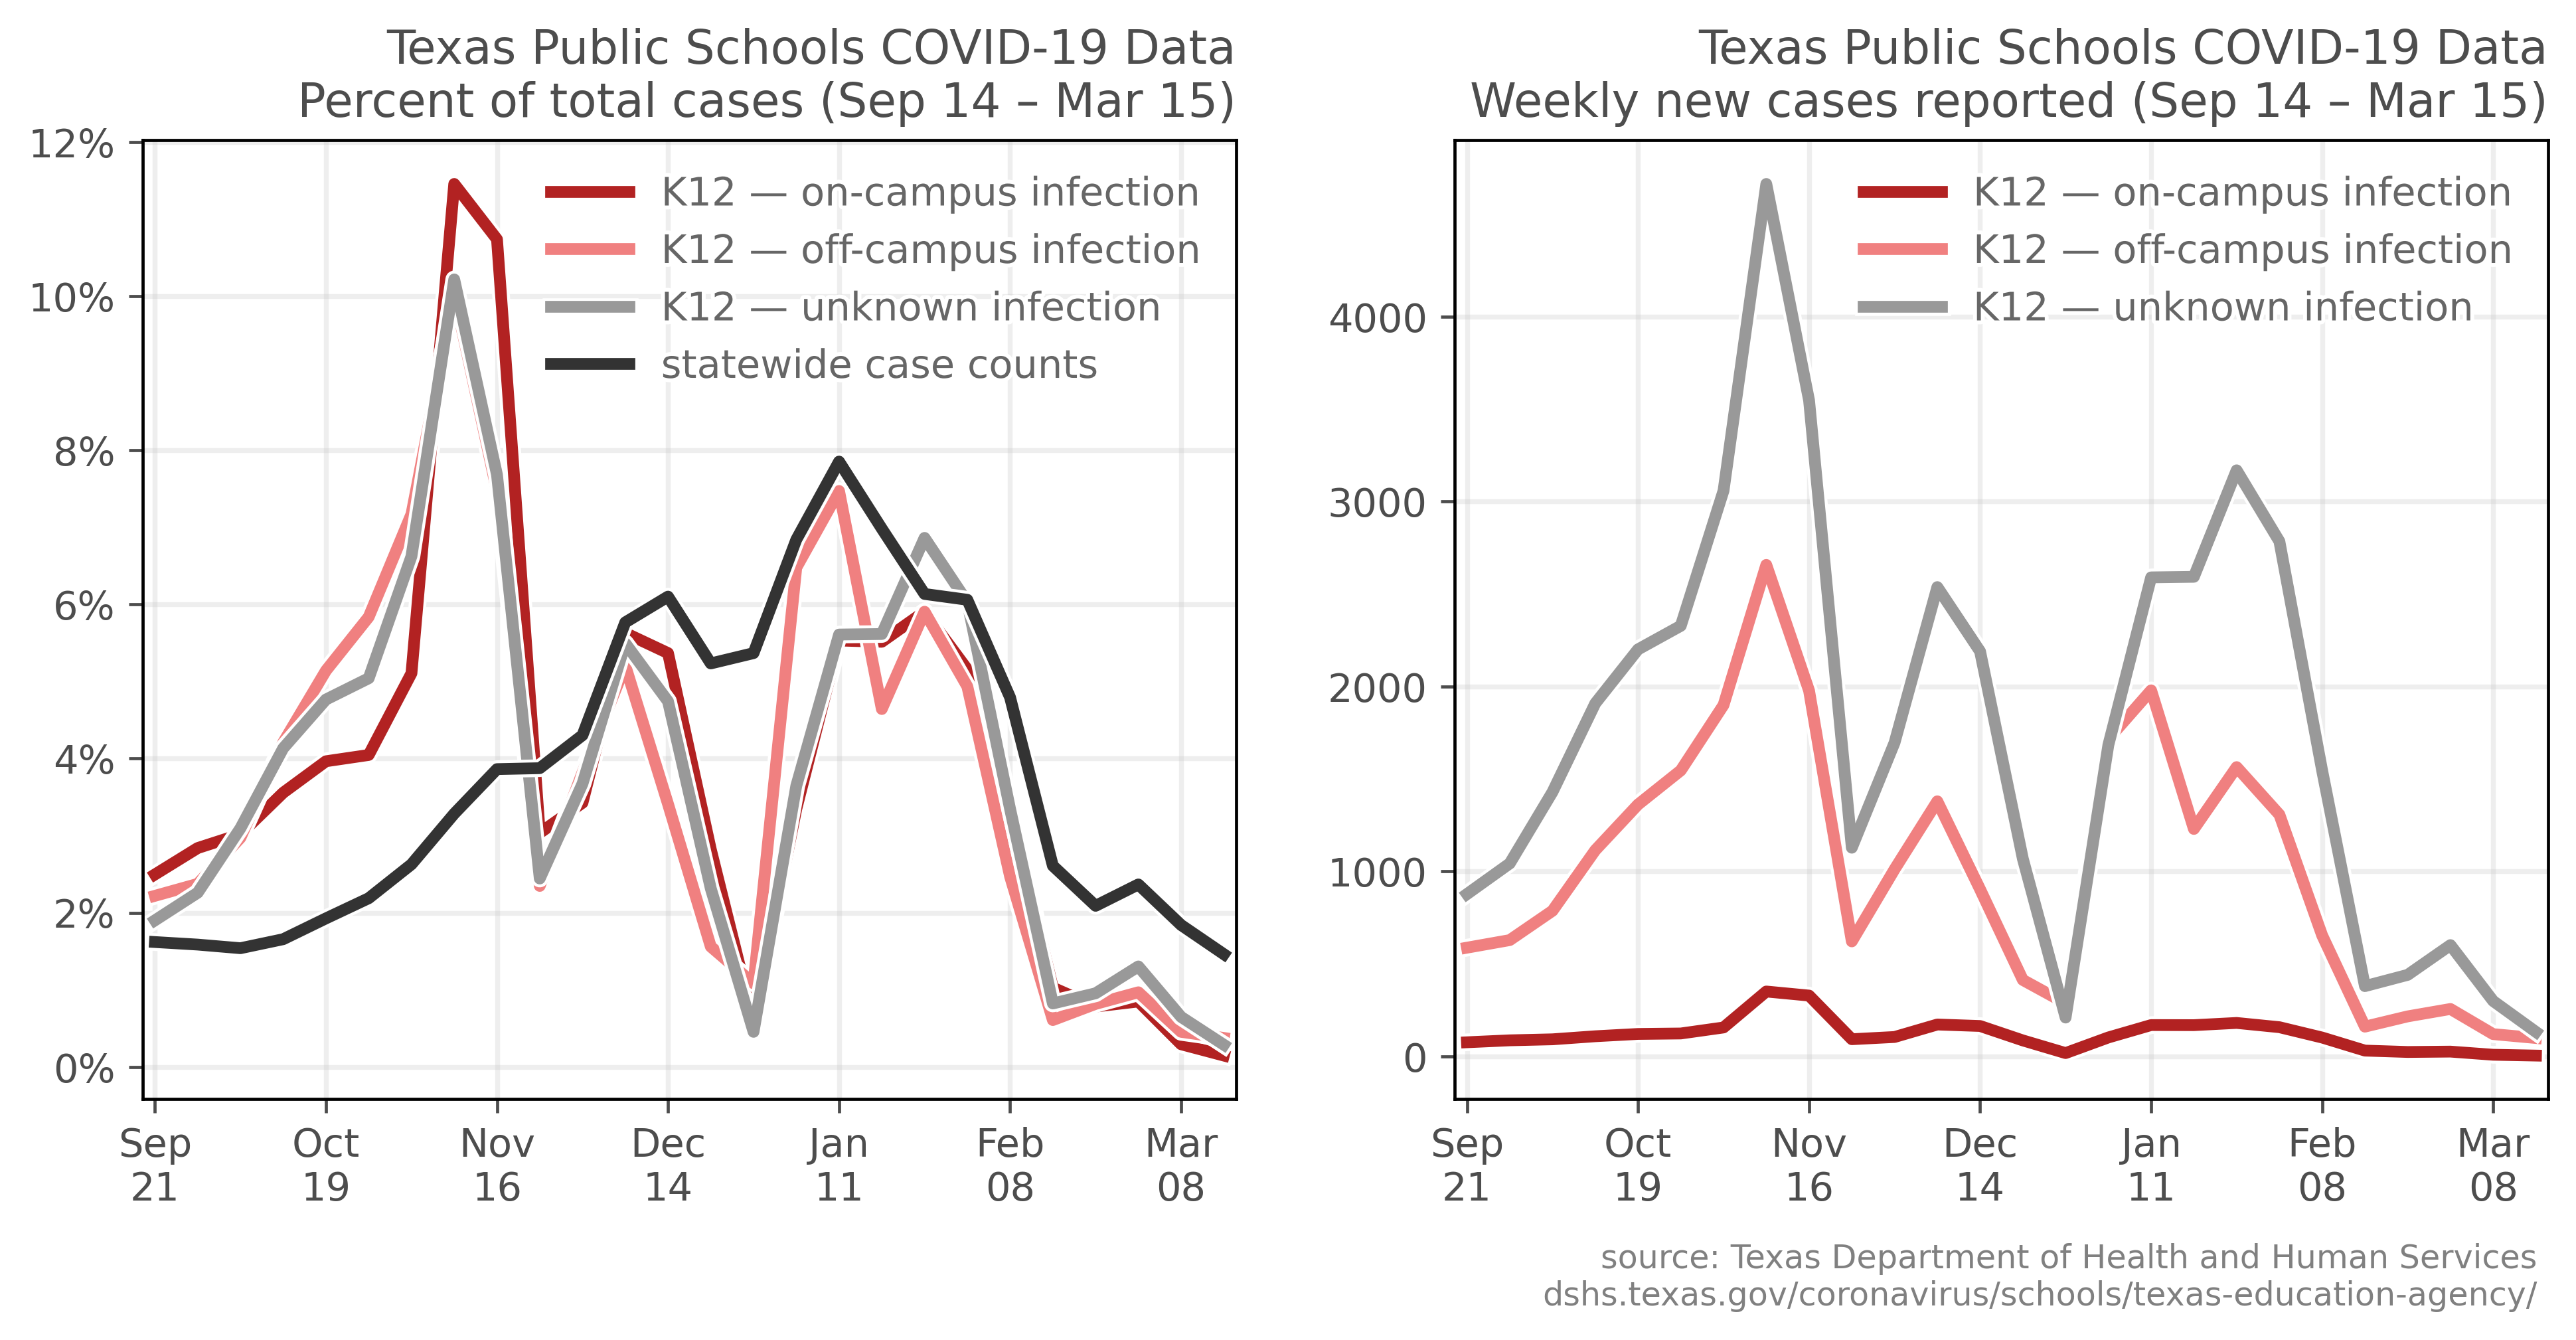 Texas Public Schools COVID-19 Data
Percent of total cases (Sep 14 – Mar 15)
12%
10%
8%
6%
4%
2%
0%
K12 — on-campus infection
K12 — off-campus infection
K12 — unknown infection
statewide case counts
Sep
21
Oct
19
Nov
16
Dec
14
Jan
11
Feb
08
Mar
08
Texas Public Schools COVID-19 Data
Weekly new cases reported (Sep 14 – Mar 15)
4000
3000
2000
1000
0
K12 — on-campus infection
K12 — off-campus infection
K12 — unknown infection
Sep
21
Oct
19
Nov
16
Dec
14
Jan
11
Feb
08
Mar
08
source: Texas Department of Health and Human Services
dshs.texas.gov/coronavirus/schools/texas-education-agency/